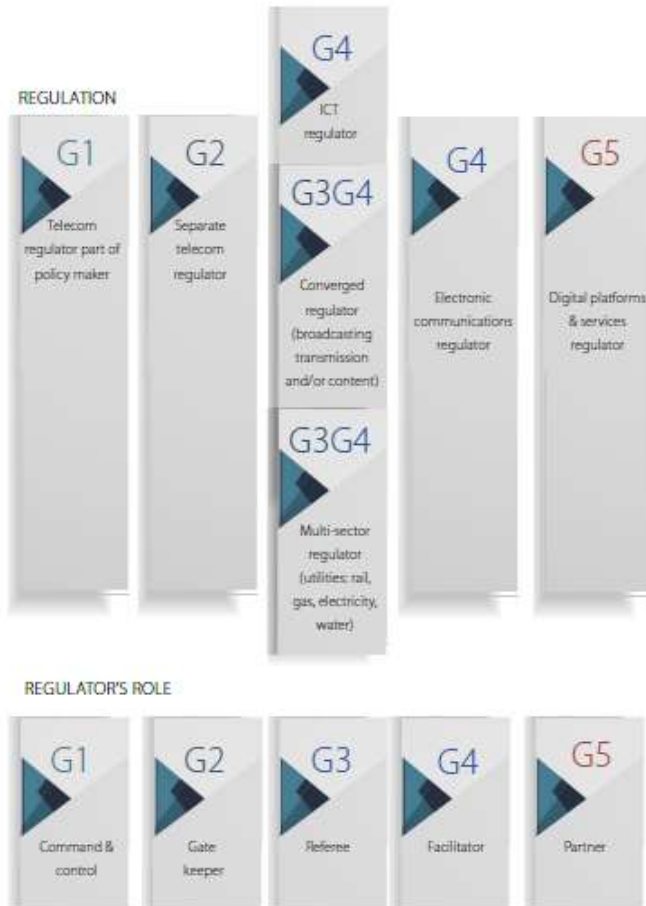 REGULATION
G1
Telecom
regulator part of
policy maker
G2
Separate
telecom
regulator
G4
ICT
regulator
G3G4
Converged
regulator
(broadcasting
transmission
and/or content)
G3G4
Multi-sector
regulator
(utilities: rail,
gas, electricity,
water)
G4
Electronic
communications
regulator
G5
Digital platforms
& services
regulator
REGULATOR'S ROLE
G1
Command &
control
G2
Gate
keeper
G3
Referee
G4
Facilitator
G5
Partner